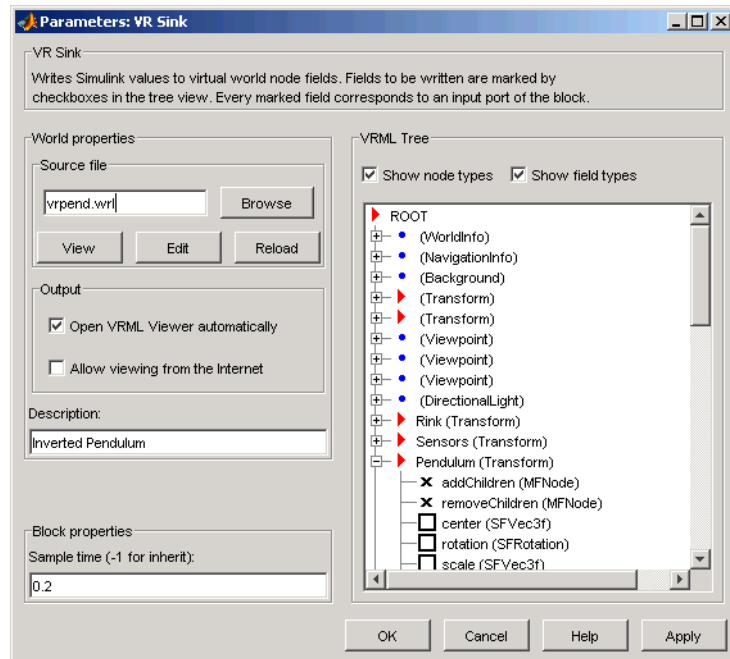 Parameters: VR Sink
VR Sink
Writes Simulink values to virtual world node fields. Fields to be written are marked by
checkboxes in the tree view. Every marked field corresponds to an input port of the block.
World properties
Source file
vrpend.wrl
Browse
View
Edit
Reload
Output
Open VRML Viewer automatically
Allow viewing from the Internet
Description:
Inverted Pendulum
Block properties
Sample time (-1 for inherit):
0.2
VRML Tree
Show node types
Show field types
ROOT
(WorldInfo)
(NavigationInfo)
(Background)
(Transform)
(Transform)
(Viewpoint)
(Viewpoint)
(Viewpoint)
(DirectionalLight)
Rink (Transform)
Sensors (Transform)
Pendulum (Transform)
addChildren (MFNode)
removeChildren (MFNode)
center (SFVec3f)
rotation (SFRotation)
scale (SFVec3f)
OK
Cancel
Help
Apply